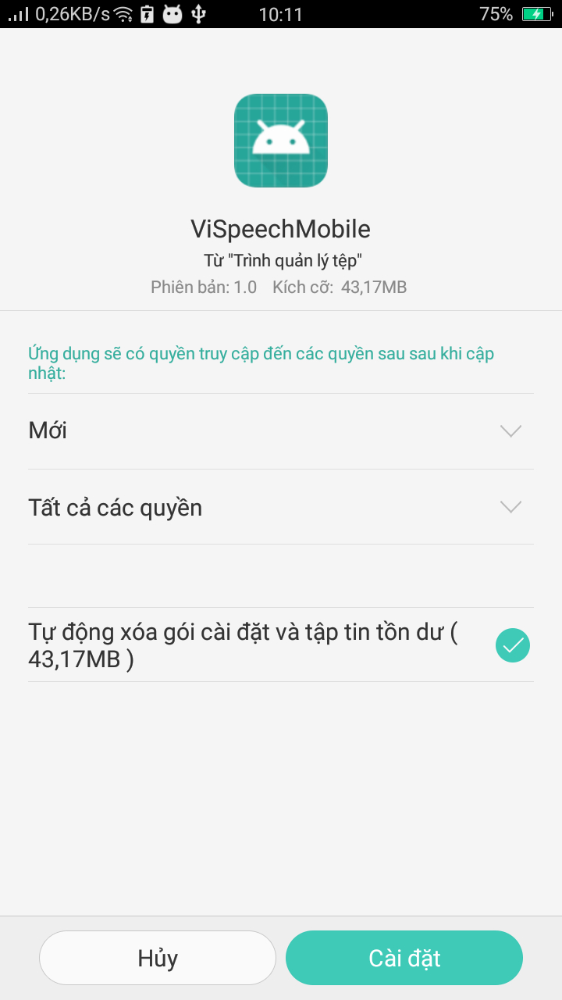 0,26KB/s 10:11 75%
ViSpeechMobile
Từ "Trình quản lý tệp"
Phiên bản: 1.0 Kích cỡ: 43,17MB
Ứng dụng sẽ có quyền truy cập đến các quyền sau sau khi cập
nhật:
Mới
Tất cả các quyền
Tự động xóa gói cài đặt và tập tin tồn dư (
43,17MB )
Hủy Cài đặt